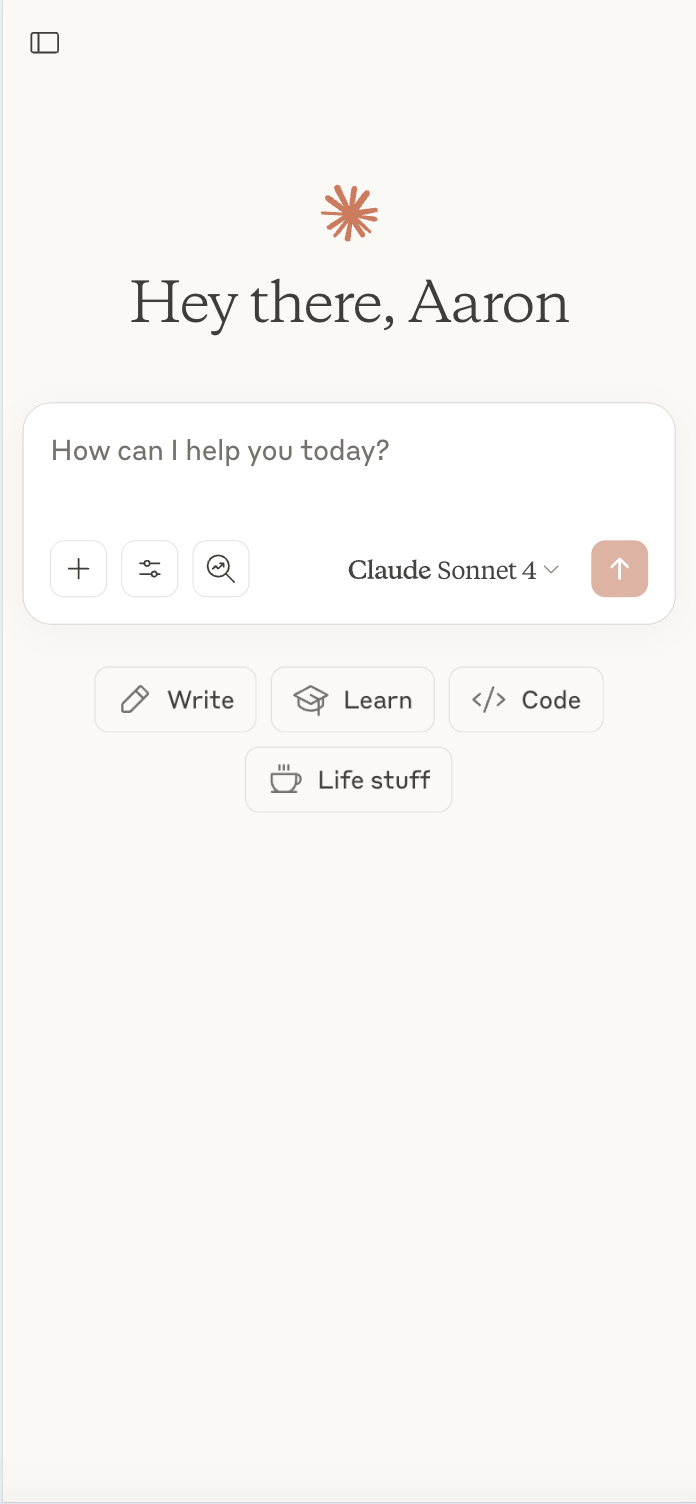 Hey there, Aaron
How can I help you today?
Claude Sonnet 4
Write
Learn
Code
Life stuff